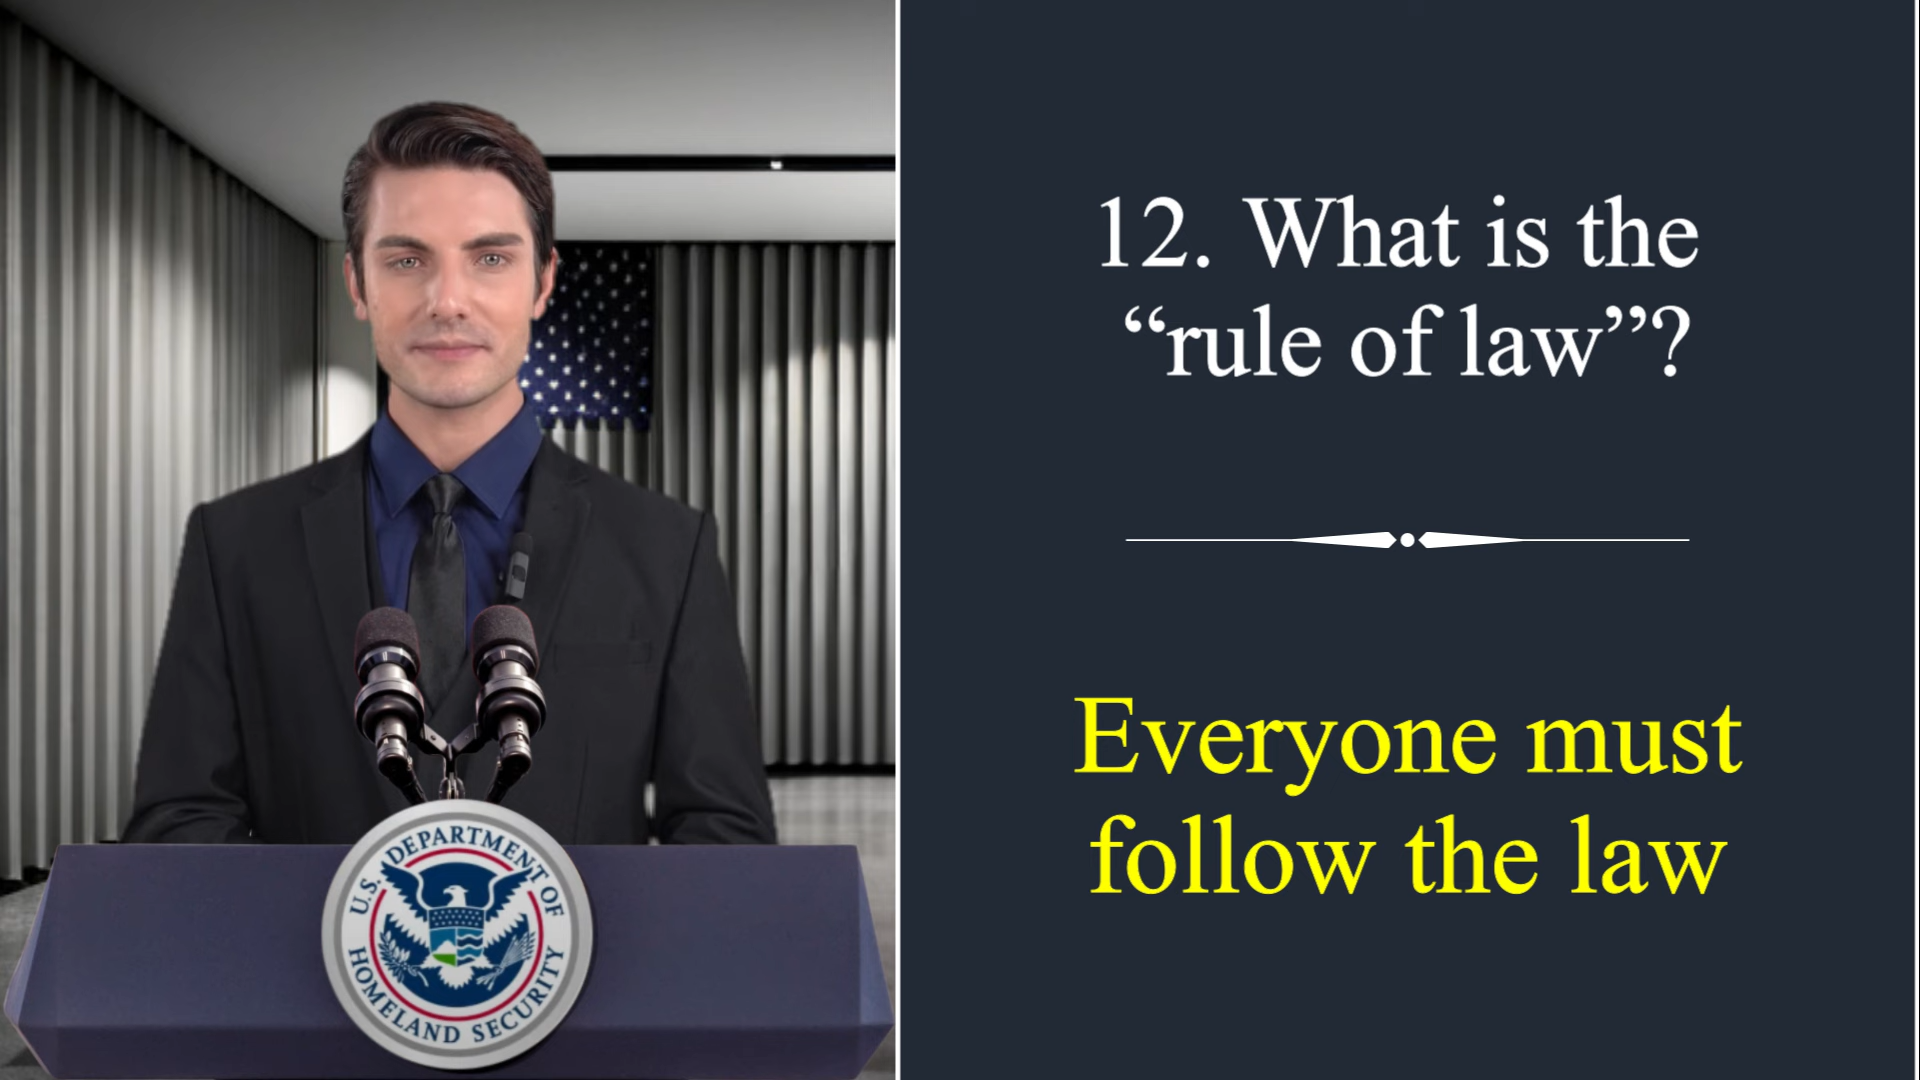 12. What is the
“rule of law”?
Everyone must
follow the law
U.S. DEPARTMENT OF
HOMELAND SECURITY